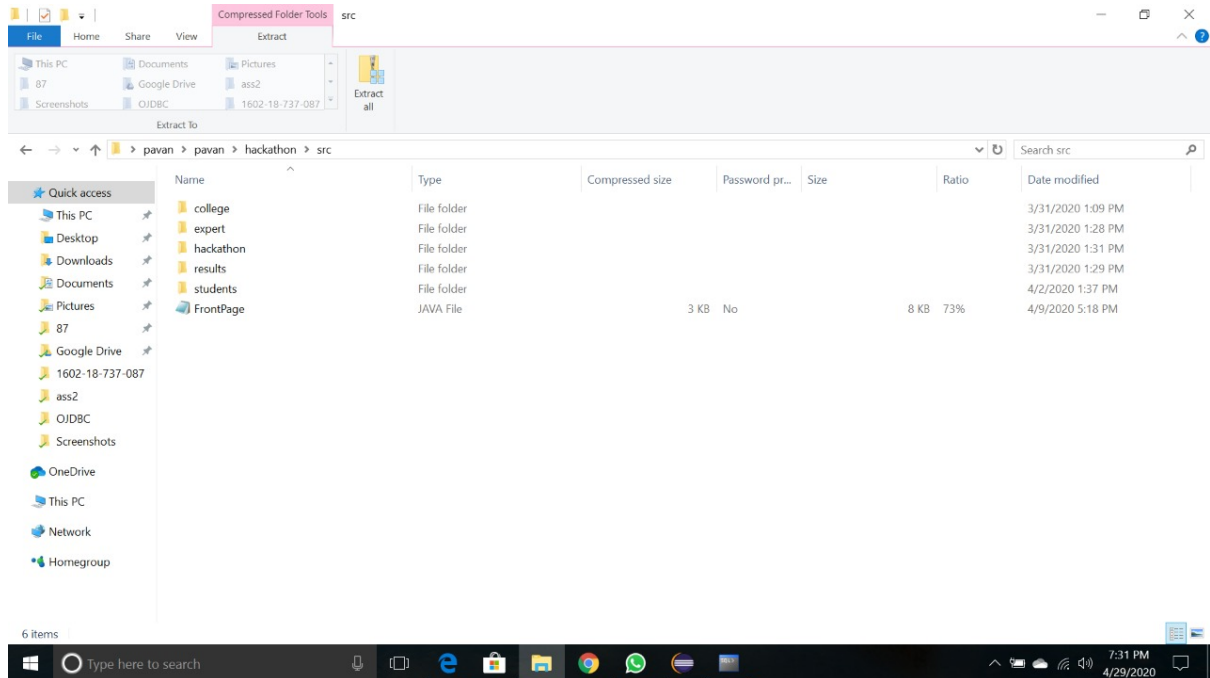 Compressed Folder Tools src
File Home Share View Extract
This PC Documents Pictures
87 Google Drive ass2
Screenshots OJDBC 1602-18-737-087
Extract all
Extract To
pavan > pavan > hackathon > src Search src
Name Type Compressed size Password pr... Size Ratio Date modified
college File folder 3/31/2020 1:09 PM
expert File folder 3/31/2020 1:28 PM
hackathon File folder 3/31/2020 1:31 PM
results File folder 3/31/2020 1:29 PM
students File folder 4/2/2020 1:37 PM
FrontPage JAVA File 3 KB No 8 KB 73% 4/9/2020 5:18 PM
Quick access
This PC
Desktop
Downloads
Documents
Pictures
87
Google Drive
1602-18-737-087
ass2
OJDBC
Screenshots
OneDrive
This PC
Network
Homegroup
6 items
Type here to search
7:31 PM
4/29/2020